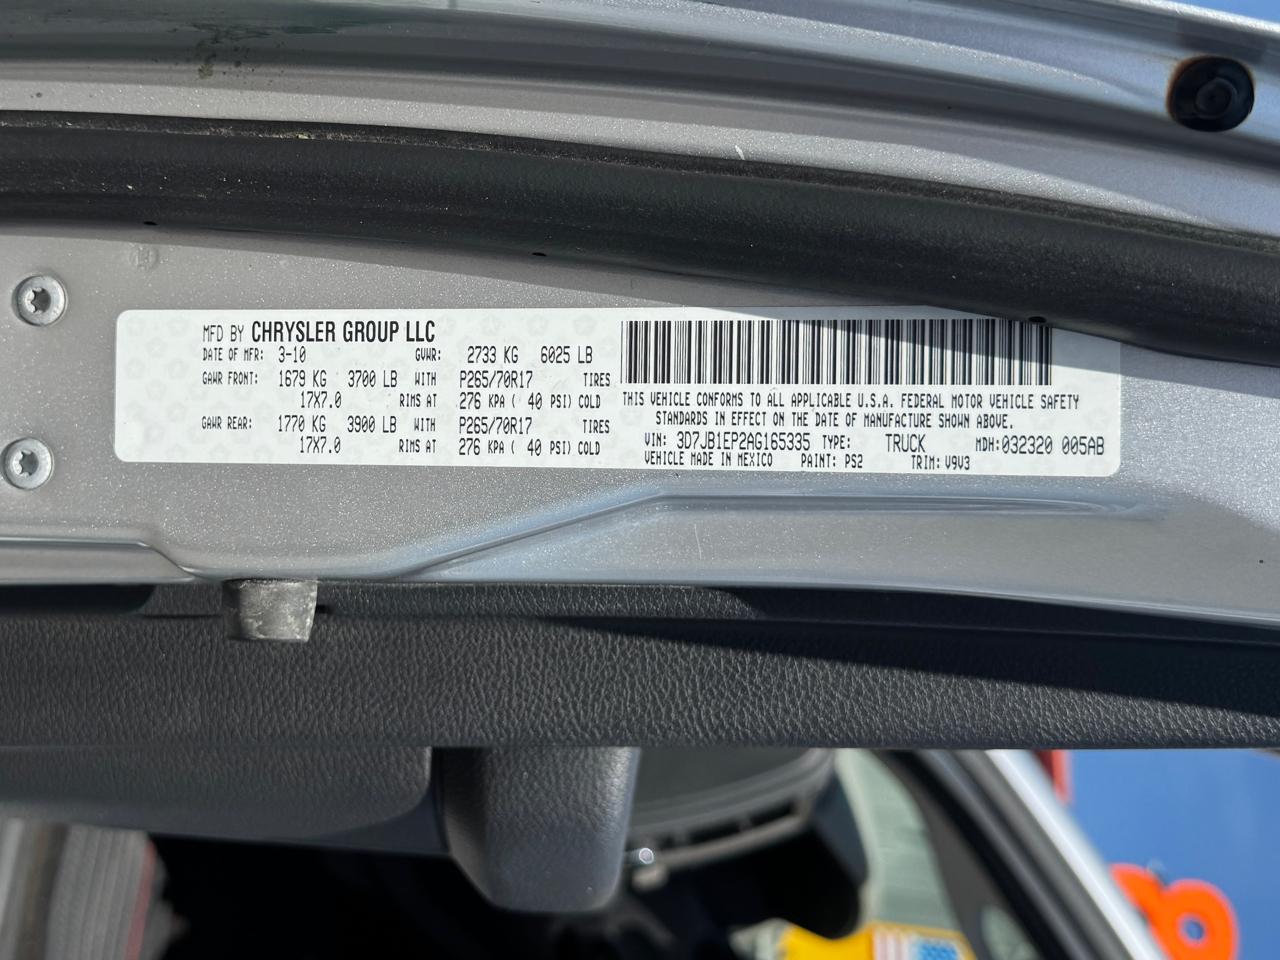 MFD BY CHRYSLER GROUP LLC
DATE OF MFR: 3-10 GVWR: 2733 KG 6025 LB
GAWR FRONT: 1679 KG 3700 LB WITH P265/70R17 TIRES
17X7.0 RIMS AT 276 KPA ( 40 PSI) COLD
GAWR REAR: 1770 KG 3900 LB WITH P265/70R17 TIRES
17X7.0 RIMS AT 276 KPA ( 40 PSI) COLD
THIS VEHICLE CONFORMS TO ALL APPLICABLE U.S.A. FEDERAL MOTOR VEHICLE SAFETY
STANDARDS IN EFFECT ON THE DATE OF MANUFACTURE SHOWN ABOVE.
VIN: 3D7JB1EP2AG165335 TYPE: TRUCK MDH:032320 005AB
VEHICLE MADE IN MEXICO PAINT: PS2 TRIM: V9V3